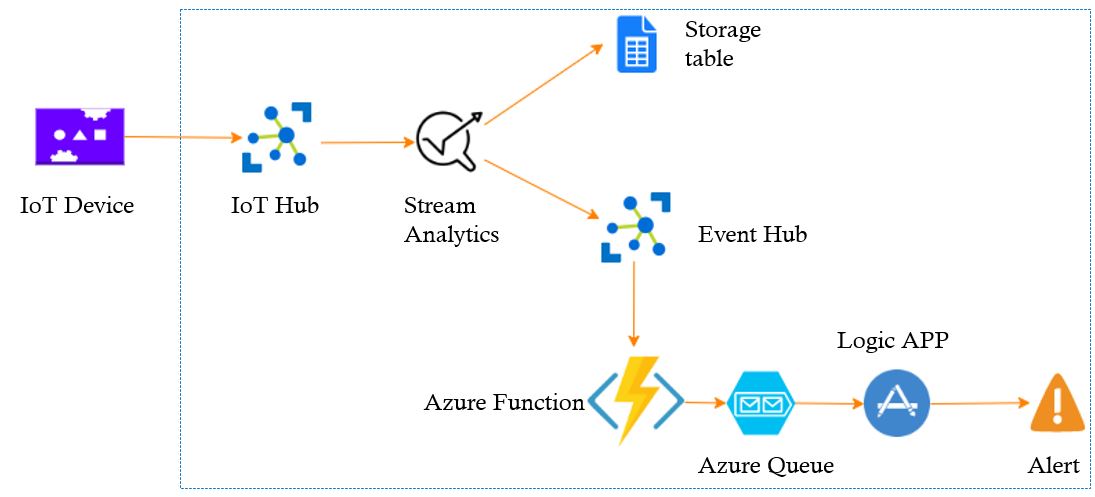 Storage
table
IoT Device
IoT Hub
Stream
Analytics
Event Hub
Logic APP
Azure Function
Azure Queue
Alert